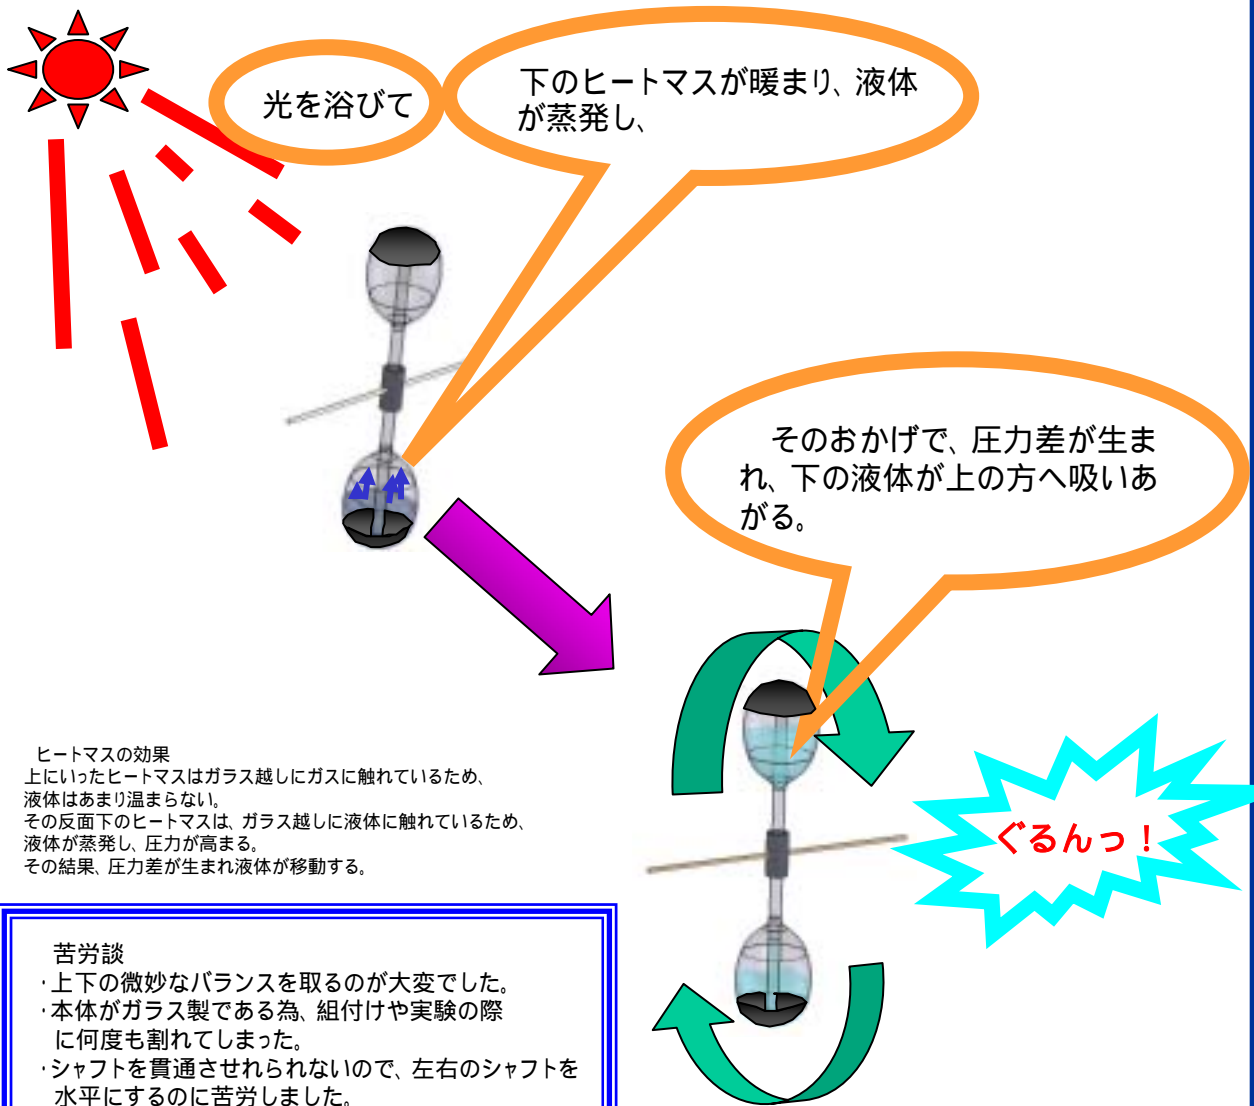 光を浴びて
下のヒートマスが暖まり、液体
が蒸発し、
そのおかげで、圧力差が生ま
れ、下の液体が上の方へ吸いあ
がる。
ぐるんっ！
ヒートマスの効果
上にいったヒートマスはガラス越しにガスに触れているため、
液体はあまり温まらない。
その反面下のヒートマスは、ガラス越しに液体に触れているため、
液体が蒸発し、圧力が高まる。
その結果、圧力差が生まれ液体が移動する。
苦労談
・上下の微妙なバランスを取るのが大変でした。
・本体がガラス製である為、組付けや実験の際
に何度も割れてしまった。
・シャフトを貫通させれられないので、左右のシャフトを
水平にするのに苦労しました。